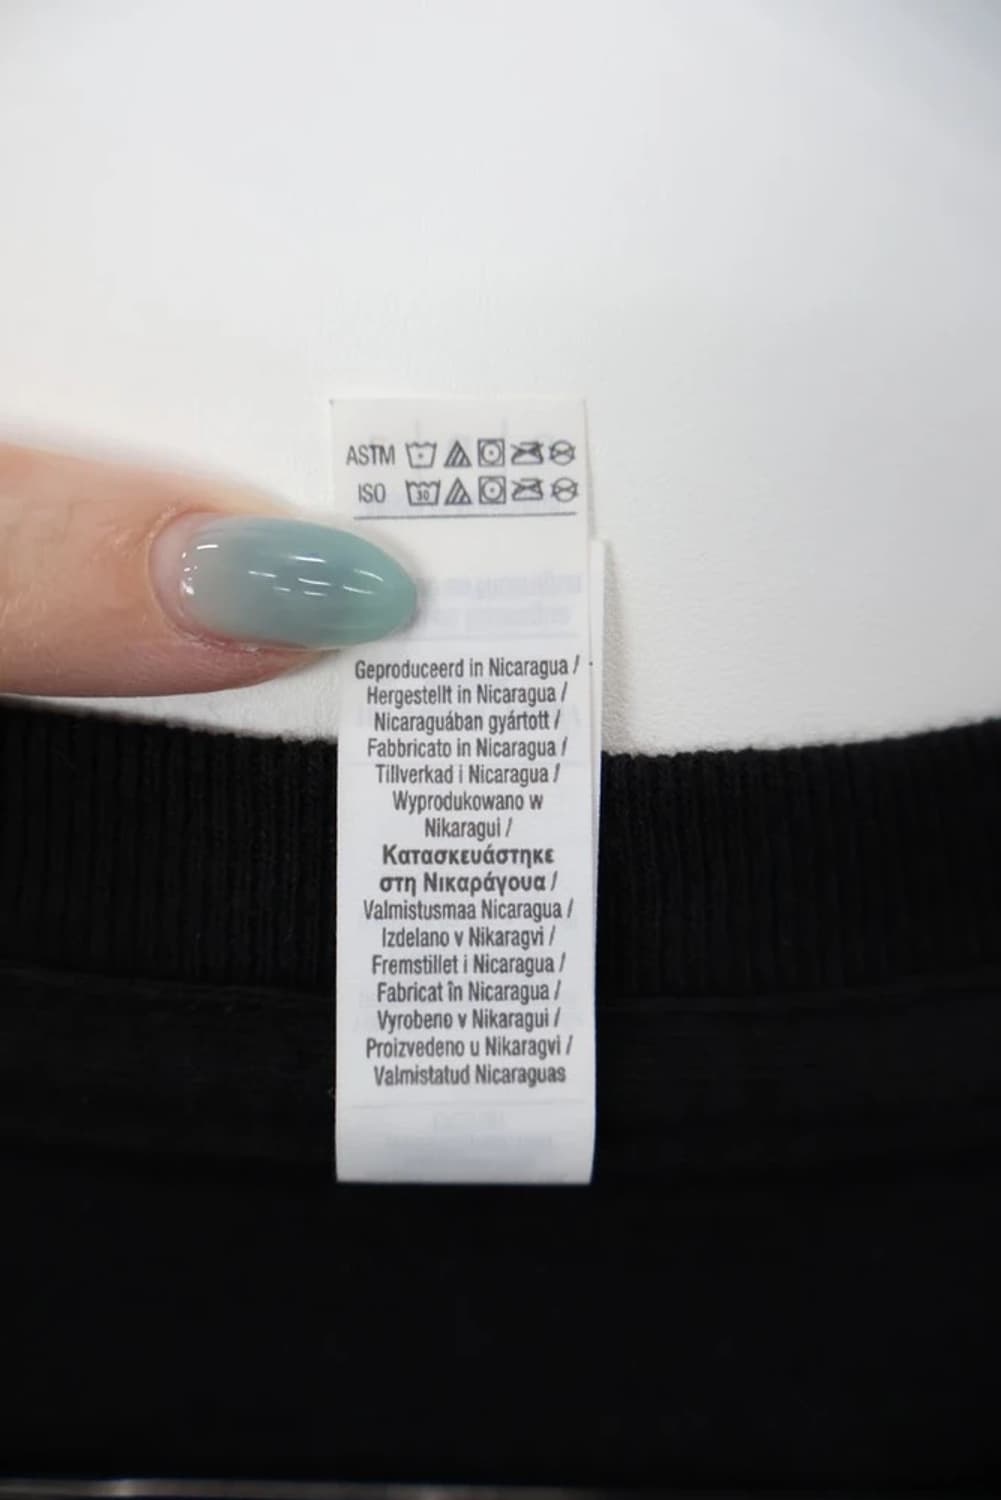 ASTM
ISO 30
Geproduceerd in Nicaragua /
Hergestellt in Nicaragua /
Nicaraguában gyártott /
Fabbricato in Nicaragua /
Tillverkad i Nicaragua /
Wyprodukowano w
Nikaragui /
Κατασκευάστηκε
στη Νικαράγουα /
Valmistusmaa Nicaragua /
Izdelano v Nikaragvi /
Fremstillet i Nicaragua /
Fabricat în Nicaragua /
Vyrobeno v Nikaragui /
Proizvedeno u Nikaragvi /
Valmistatud Nicaraguas